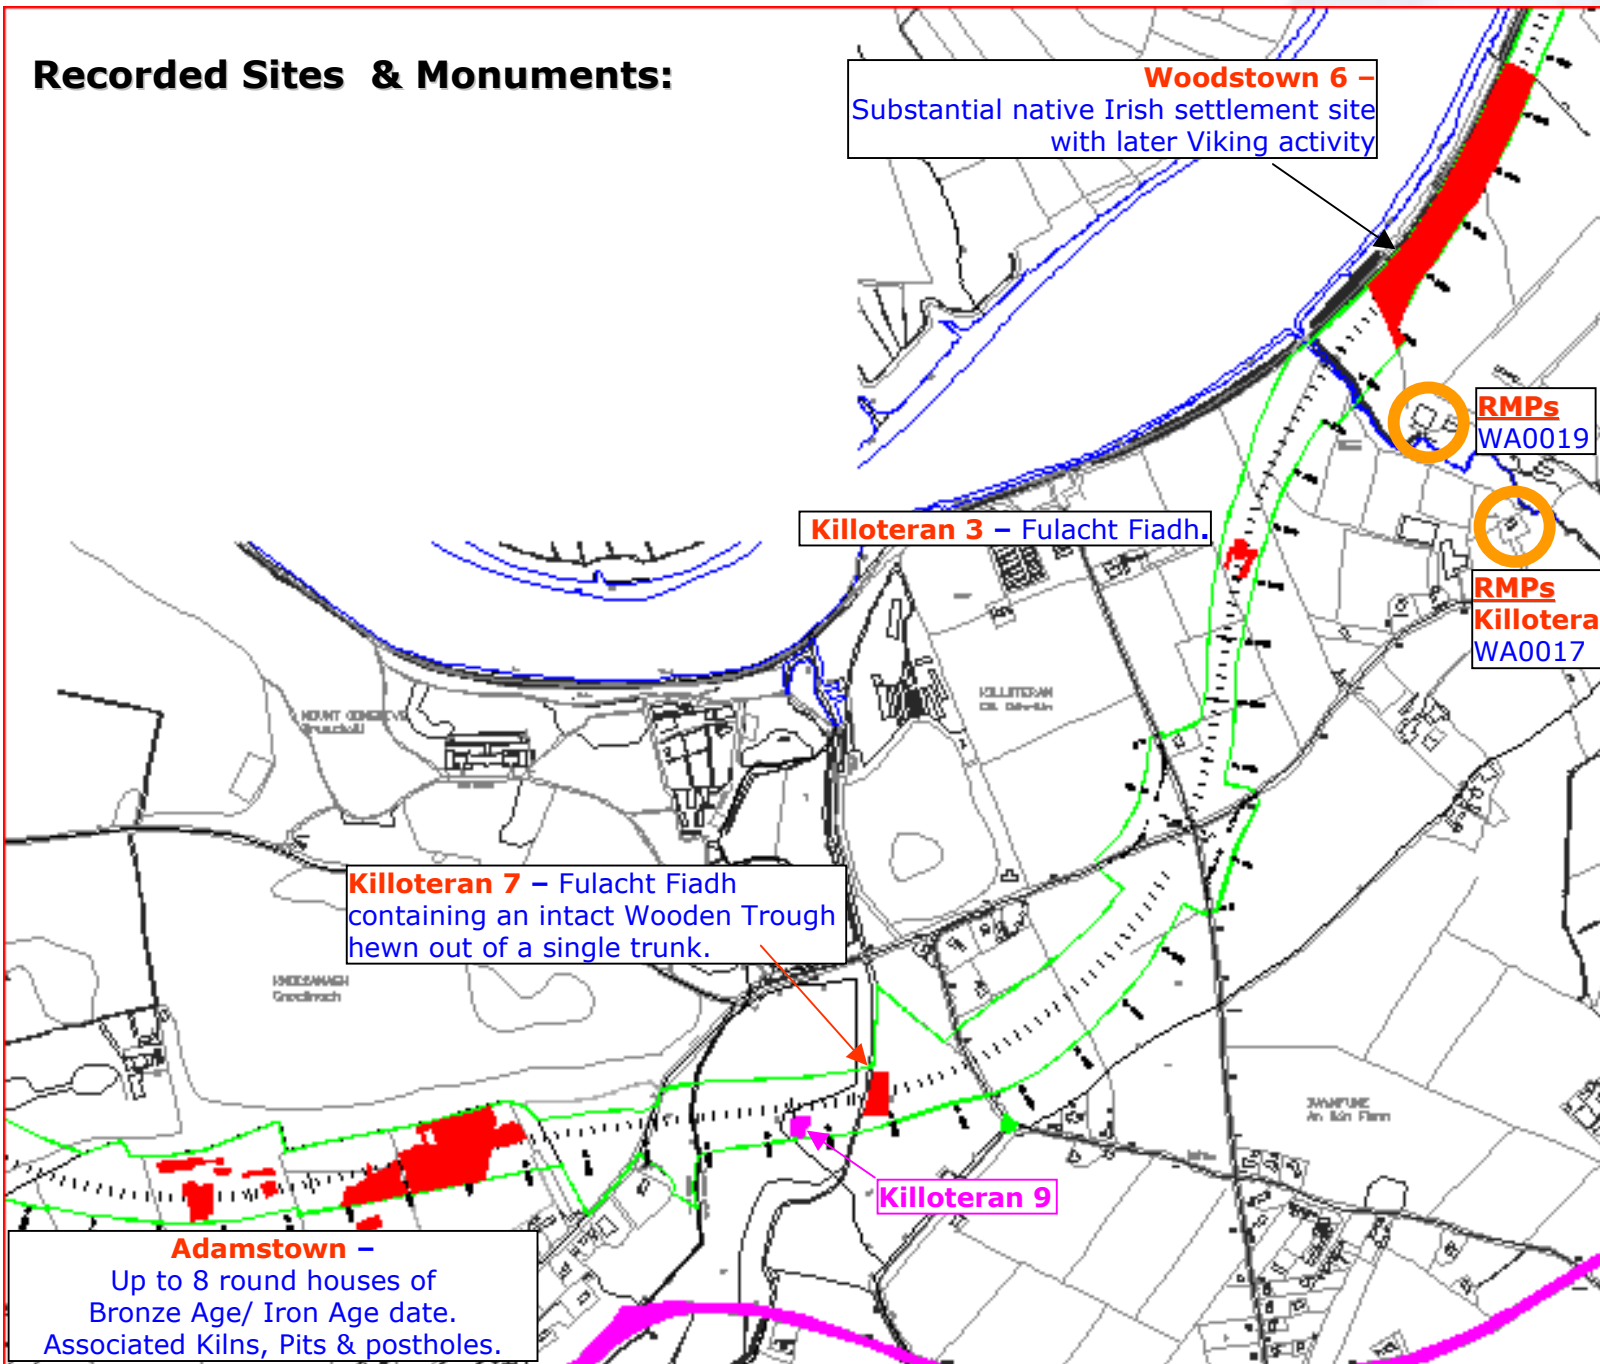 Recorded Sites & Monuments:
Woodstown 6 –
Substantial native Irish settlement site
with later Viking activity
RMPs
WA0019
Killoteran 3 – Fulacht Fiadh.
RMPs
Killotera
WA0017
KILLOTERAN
MOUNT CONGREVE
Killoteran 7 – Fulacht Fiadh
containing an intact Wooden Trough
hewn out of a single trunk.
Killoteran 9
Adamstown –
Up to 8 round houses of
Bronze Age/ Iron Age date.
Associated Kilns, Pits & postholes.